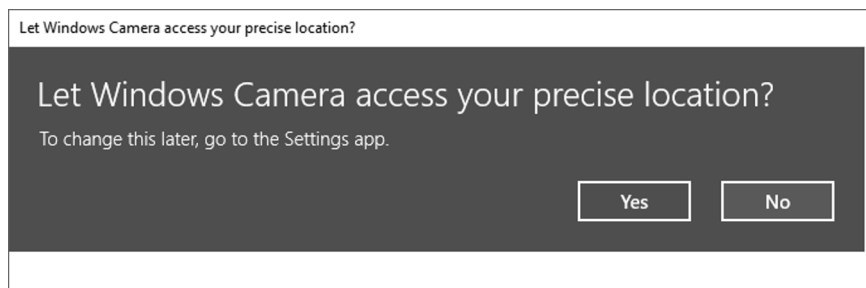 Let Windows Camera access your precise location?
Let Windows Camera access your precise location?
To change this later, go to the Settings app.
Yes No